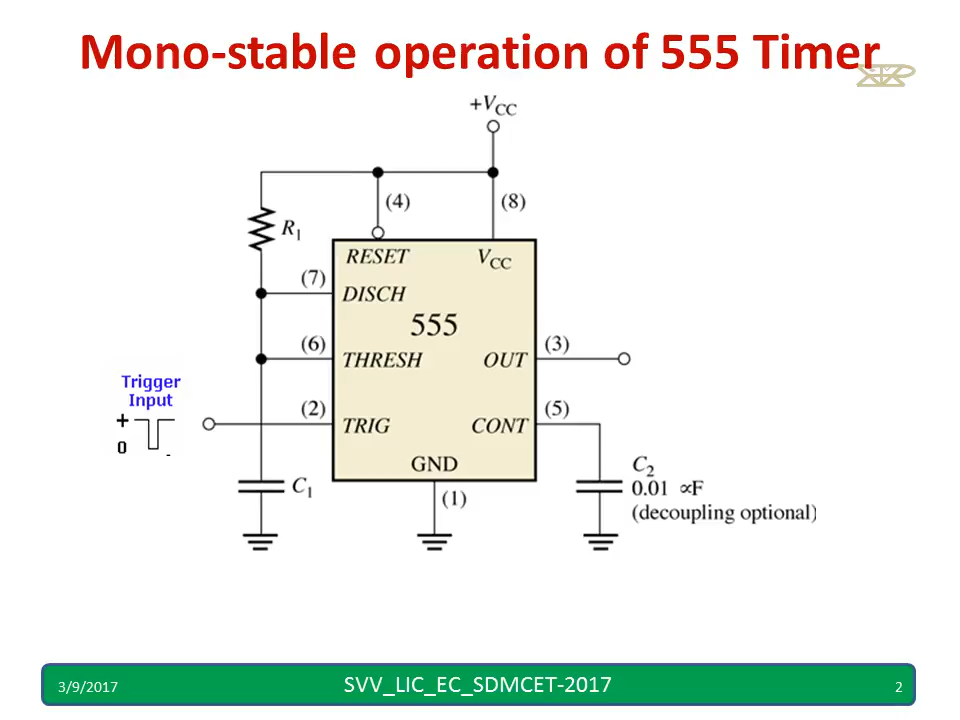 Mono-stable operation of 555 Timer
+VCC
(4)
(8)
R1
RESET
VCC
(7)
DISCH
555
(6)
THRESH
OUT
(3)
Trigger
Input
+
0
(2)
TRIG
CONT
(5)
GND
C1
(1)
C2
0.01 ∝F
(decoupling optional)
3/9/2017
SVV_LIC_EC_SDMCET-2017
2